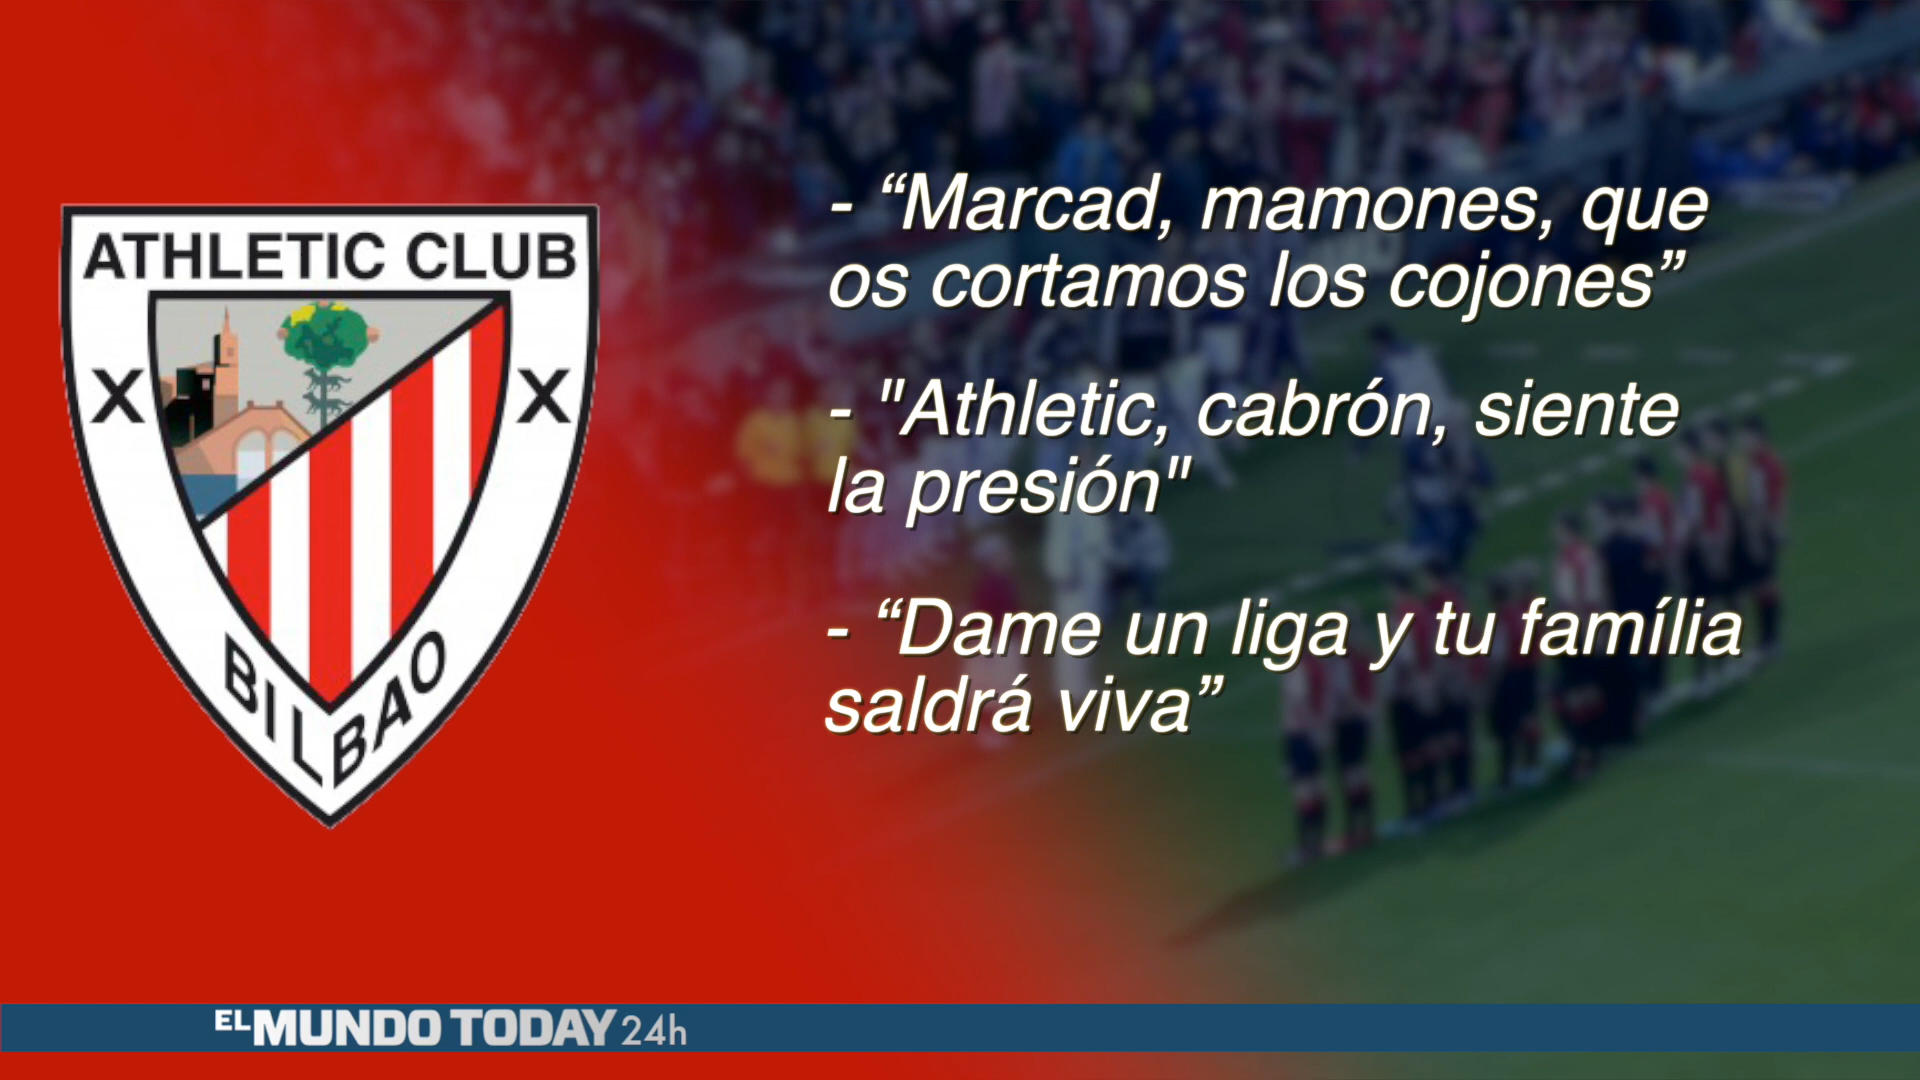 ATHLETIC CLUB
X X
BILBAO
- “Marcad, mamones, que
os cortamos los cojones”
- "Athletic, cabrón, siente
la presión"
- “Dame un liga y tu família
saldrá viva”
EL MUNDO TODAY 24h